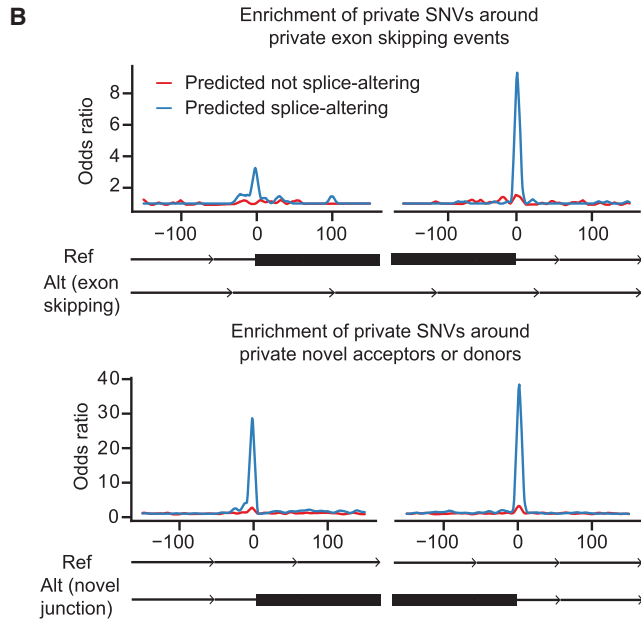 B
Enrichment of private SNVs around
private exon skipping events
Predicted not splice-altering
Predicted splice-altering
Odds ratio
8
6
4
2
−100 0 100 −100 0 100
Ref
Alt (exon
skipping)
Enrichment of private SNVs around
private novel acceptors or donors
Odds ratio
40
30
20
10
0
−100 0 100 −100 0 100
Ref
Alt (novel
junction)